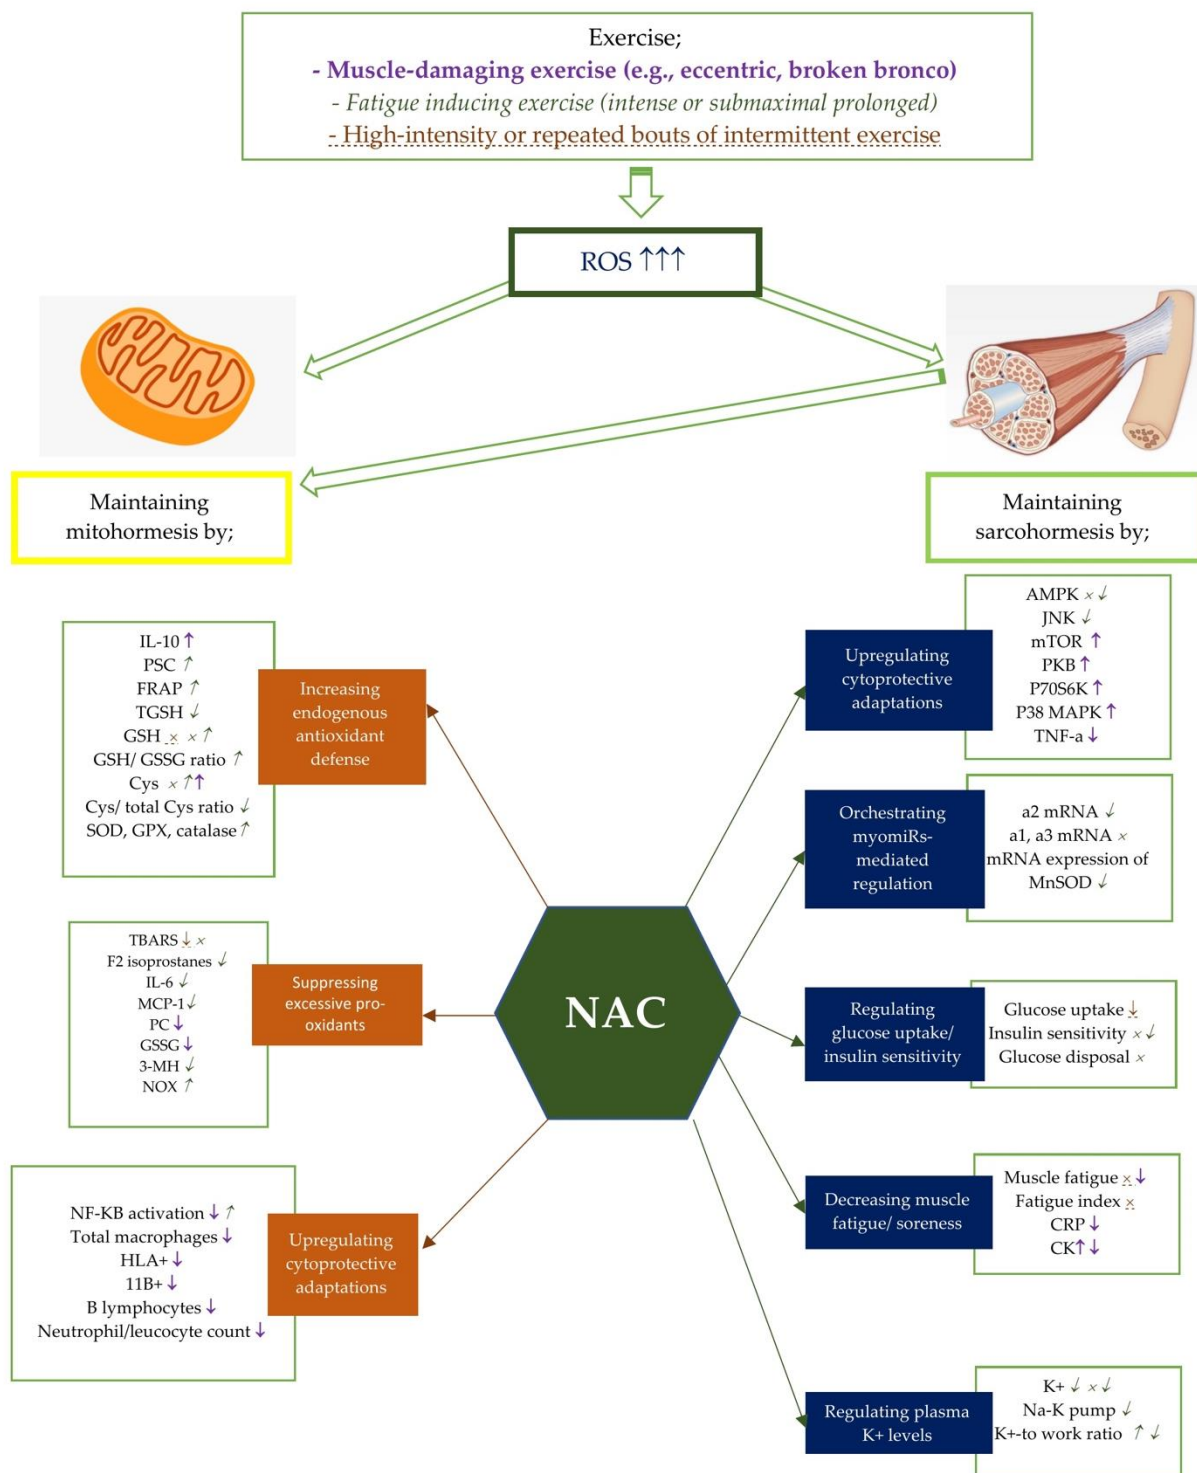 Exercise;
- Muscle-damaging exercise (e.g., eccentric, broken bronco)
- Fatigue inducing exercise (intense or submaximal prolonged)
- High-intensity or repeated bouts of intermittent exercise
ROS ↑↑↑
Maintaining
mitohormesis by;
Maintaining
sarcohormesis by;
IL-10 ↑
PSC ↑
FRAP ↑
TGSH ↓
GSH × × ↑
GSH/ GSSG ratio ↑
Cys × ↑↑
Cys/ total Cys ratio ↓
SOD, GPX, catalase ↑
Increasing
endogenous
antioxidant
defense
TBARS ↓ ×
F2 isoprostanes ↓
IL-6 ↓
MCP-1 ↓
PC ↓
GSSG ↓
3-MH ↓
NOX ↑
Suppressing
excessive pro-
oxidants
NF-KB activation ↓ ↑
Total macrophages ↓
HLA+ ↓
11B+ ↓
B lymphocytes ↓
Neutrophil/leucocyte count ↓
Upregulating
cytoprotective
adaptations
NAC
Upregulating
cytoprotective
adaptations
AMPK × ↓
JNK ↓
mTOR ↑
PKB ↑
P70S6K ↑
P38 MAPK ↑
TNF-a ↓
Orchestrating
myomiRs-
mediated
regulation
a2 mRNA ↓
a1, a3 mRNA ×
mRNA expression of
MnSOD ↓
Regulating
glucose uptake/
insulin sensitivity
Glucose uptake ↓
Insulin sensitivity × ↓
Glucose disposal ×
Decreasing muscle
fatigue/ soreness
Muscle fatigue × ↓
Fatigue index ×
CRP ↓
CK↑ ↓
Regulating plasma
K+ levels
K+ ↓ × ↓
Na-K pump ↓
K+-to work ratio ↑ ↓